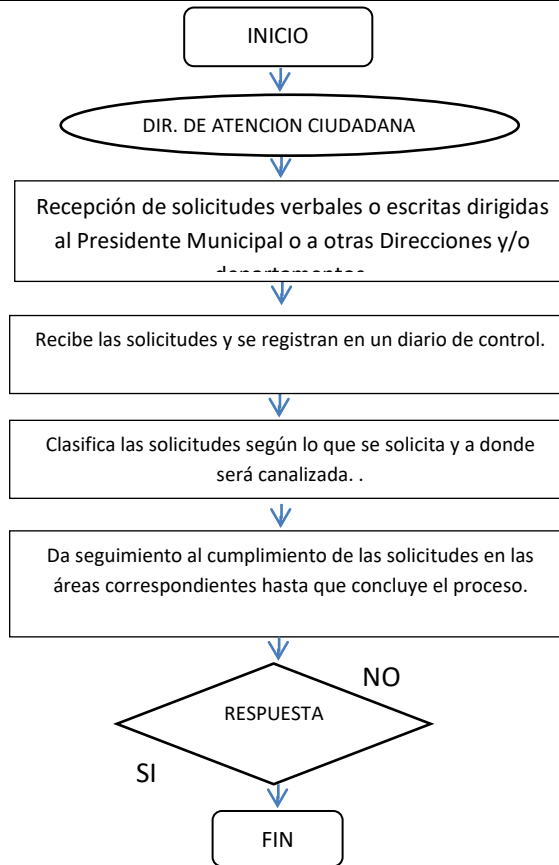 INICIO
DIR. DE ATENCION CIUDADANA
Recepción de solicitudes verbales o escritas dirigidas
al Presidente Municipal o a otras Direcciones y/o
Recibe las solicitudes y se registran en un diario de control.
Clasifica las solicitudes según lo que se solicita y a donde
será canalizada. .
Da seguimiento al cumplimiento de las solicitudes en las
áreas correspondientes hasta que concluye el proceso.
NO
RESPUESTA
SI
FIN